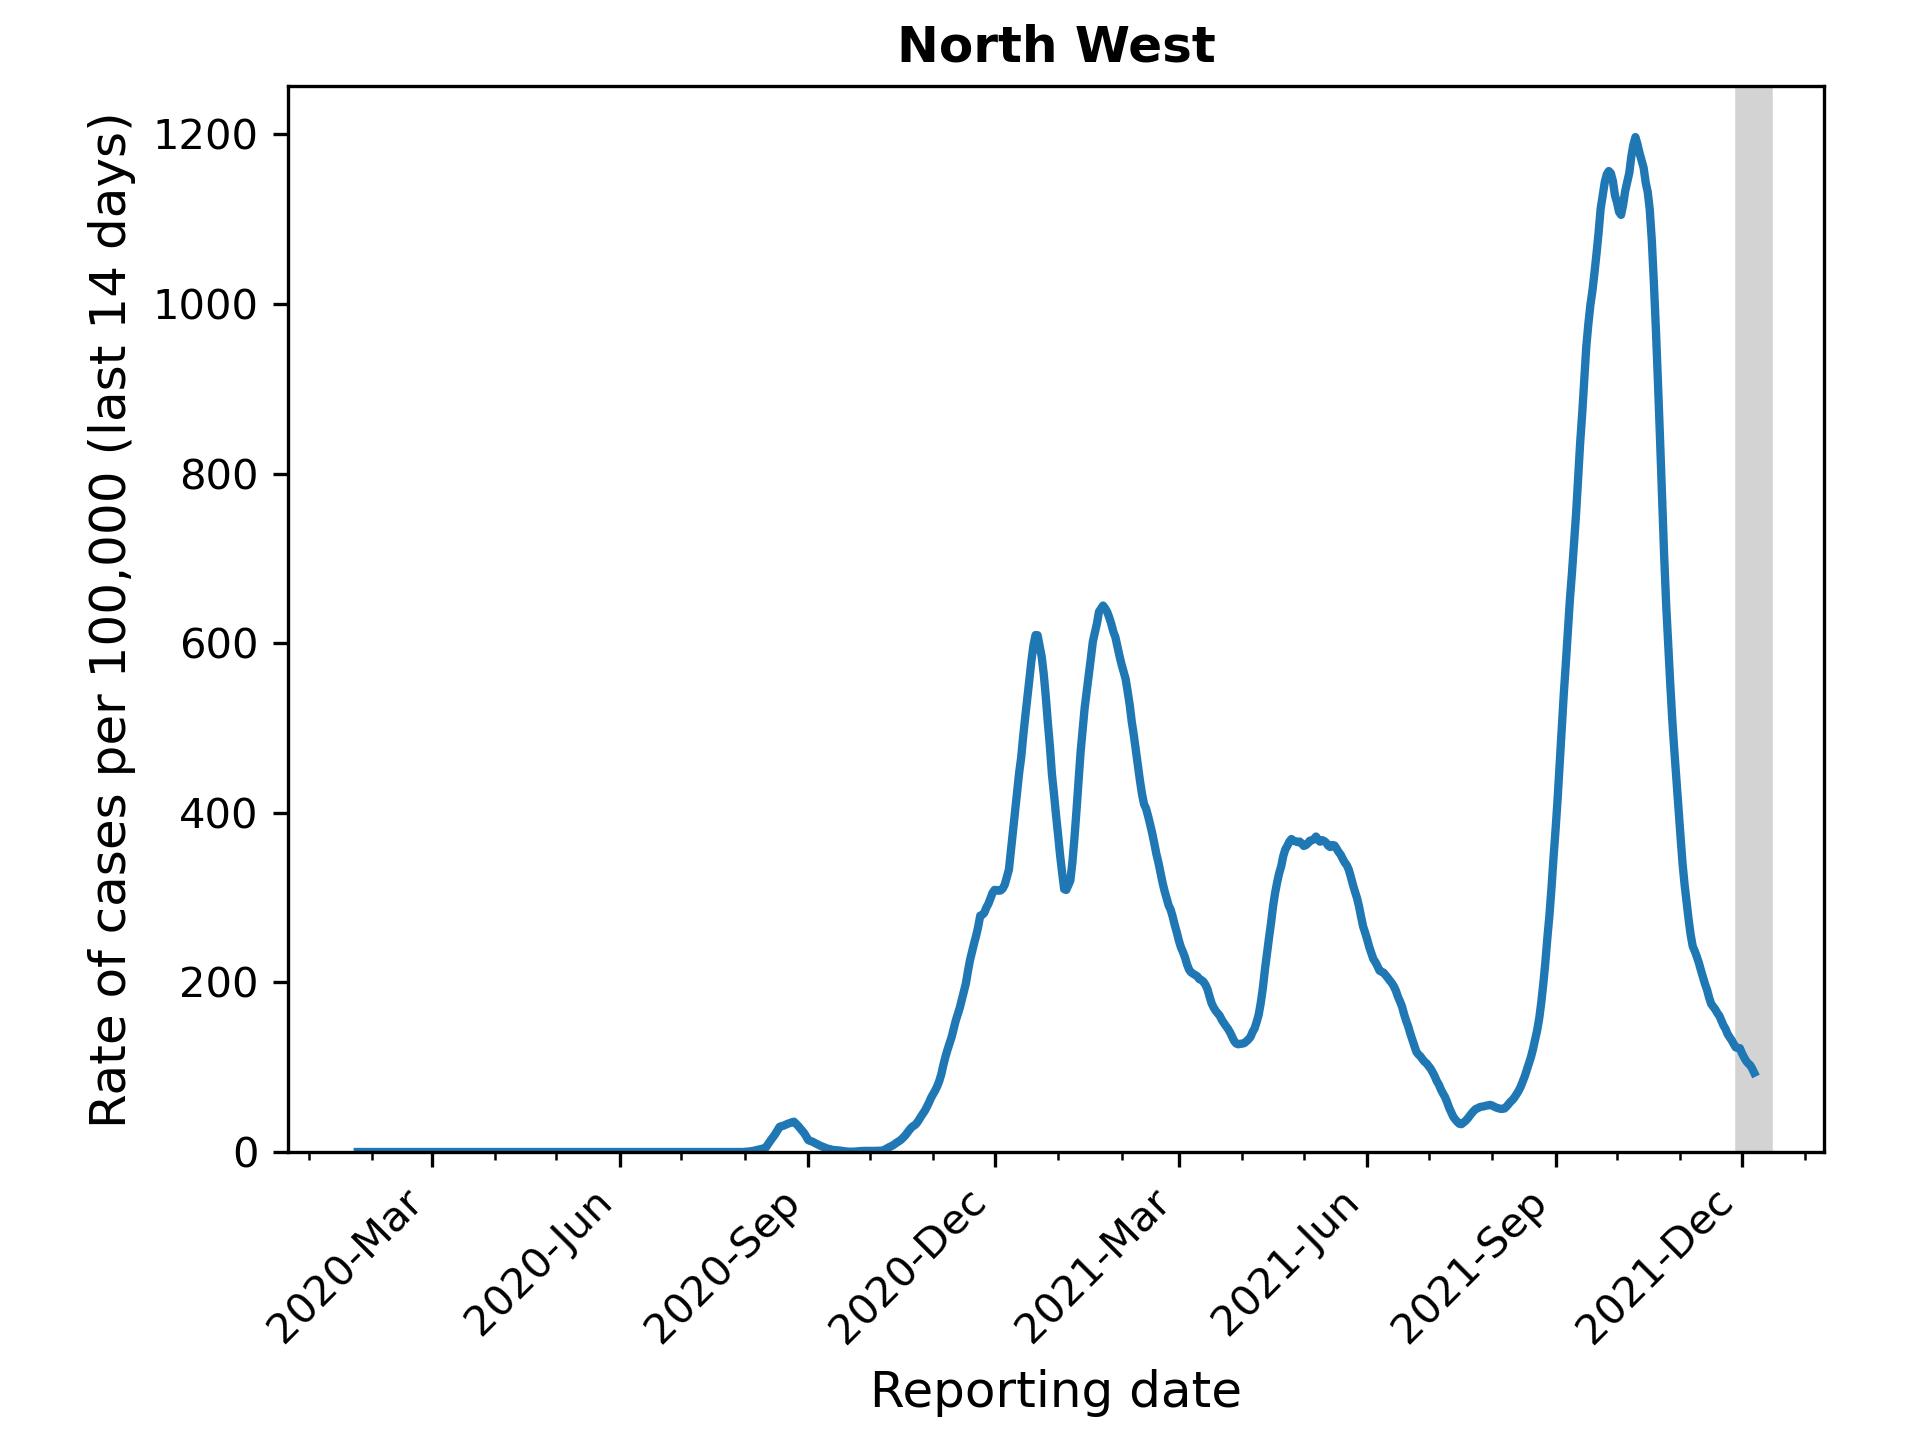 North West
Rate of cases per 100,000 (last 14 days)
1200
1000
800
600
400
200
0
2020-Mar
2020-Jun
2020-Sep
2020-Dec
2021-Mar
2021-Jun
2021-Sep
2021-Dec
Reporting date